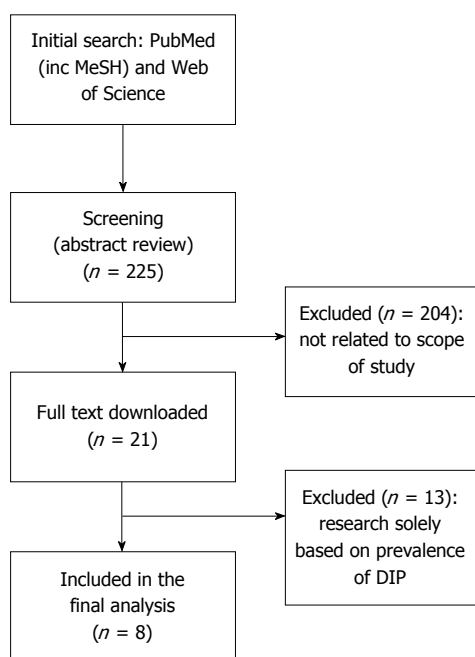 Initial search: PubMed
(inc MeSH) and Web
of Science
Screening
(abstract review)
(n = 225)
Excluded (n = 204):
not related to scope
of study
Full text downloaded
(n = 21)
Excluded (n = 13):
research solely
based on prevalence
of DIP
Included in the
final analysis
(n = 8)